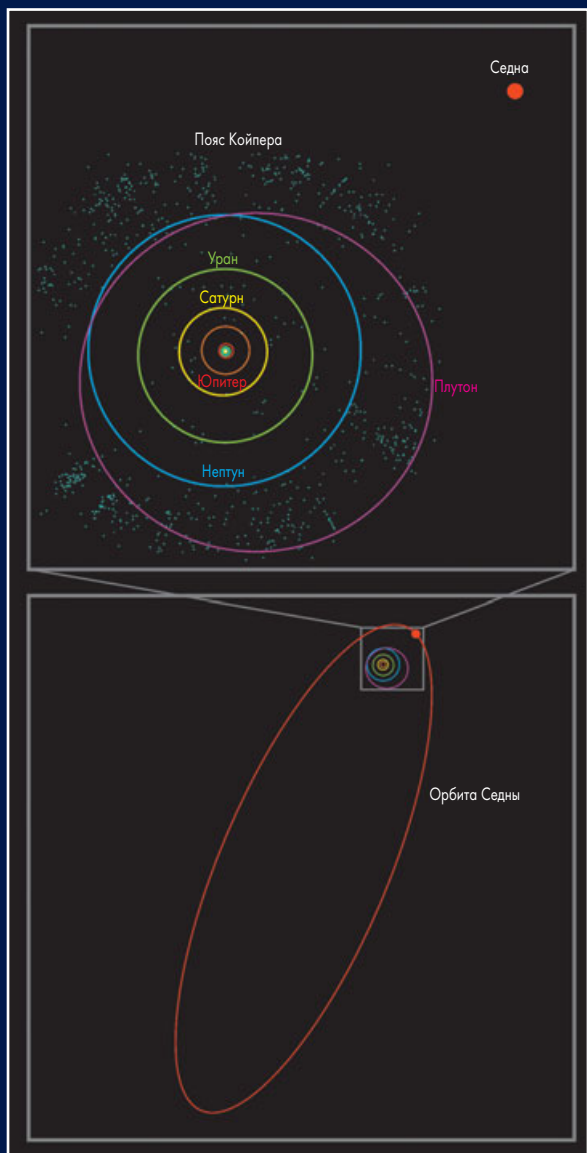 Седна
Пояс Койпера
Уран
Сатурн
Юпитер
Плутон
Нептун
Орбита Седны